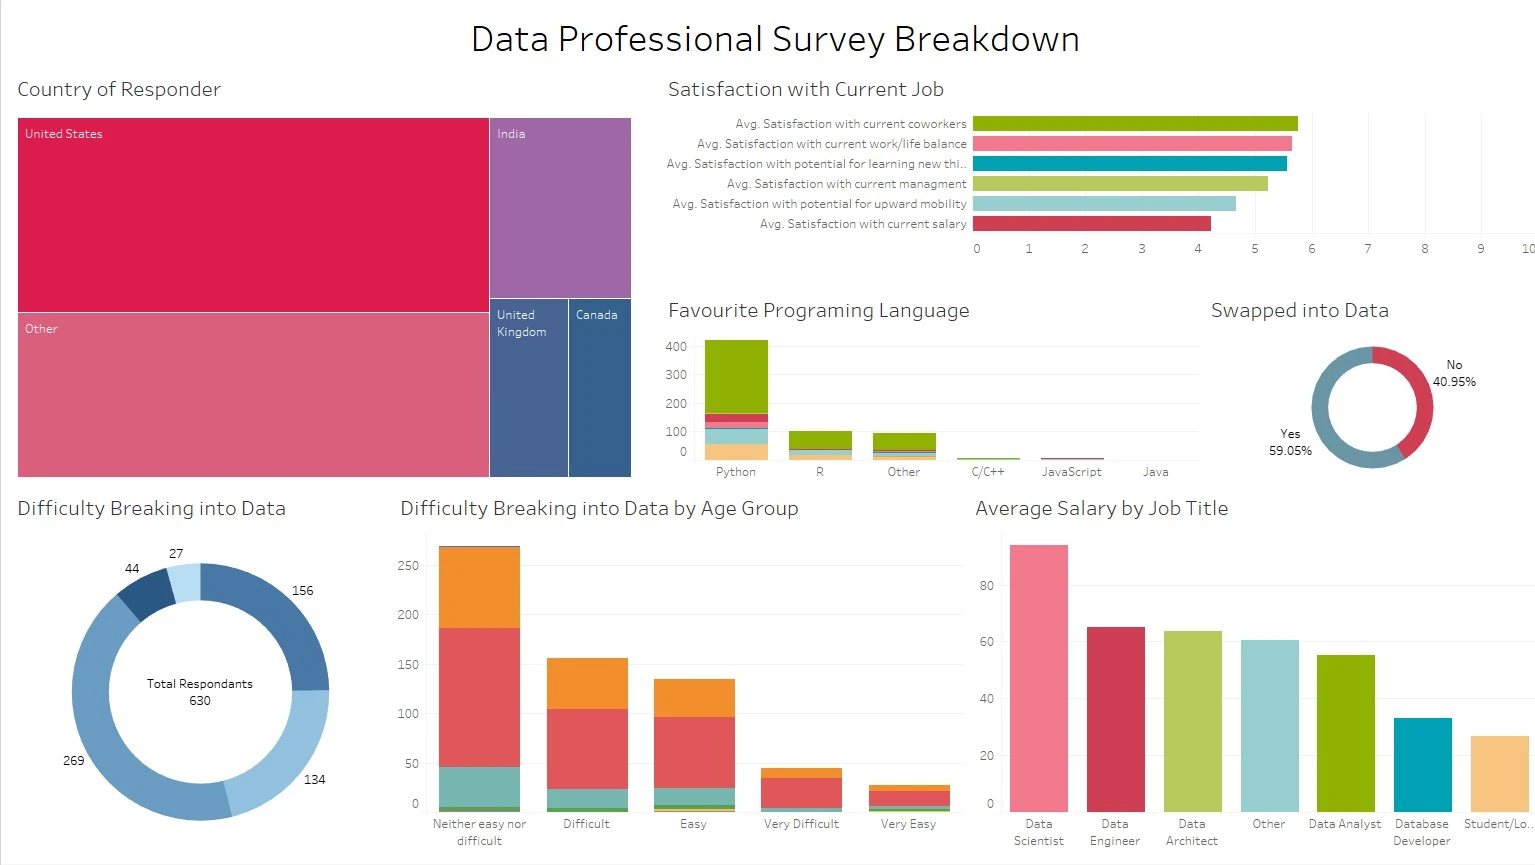 Data Professional Survey Breakdown
Country of Responder
United States
India
Other
United
Kingdom
Canada
Satisfaction with Current Job
Avg. Satisfaction with current coworkers
Avg. Satisfaction with current work/life balance
Avg. Satisfaction with potential for learning new thi..
Avg. Satisfaction with current managment
Avg. Satisfaction with potential for upward mobility
Avg. Satisfaction with current salary
0 1 2 3 4 5 6 7 8 9 10
Favourite Programing Language
400
300
200
100
0
Python R Other C/C++ JavaScript Java
Swapped into Data
No
40.95%
Yes
59.05%
Difficulty Breaking into Data
27
44
156
Total Respondants
630
269
134
Difficulty Breaking into Data by Age Group
250
200
150
100
50
0
Neither easy nor
difficult
Difficult
Easy
Very Difficult
Very Easy
Average Salary by Job Title
80
60
40
20
0
Data
Scientist
Data
Engineer
Data
Architect
Other
Data Analyst
Database
Developer
Student/Lo..